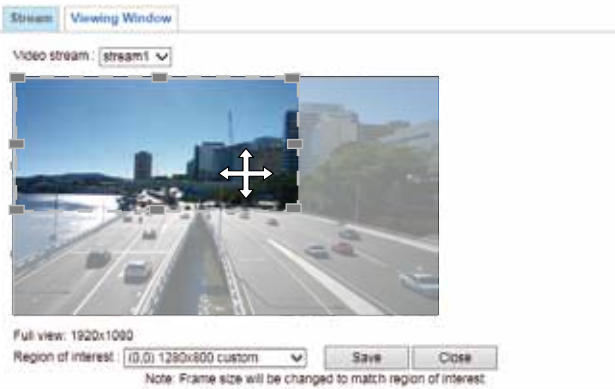 Stream Viewing Window
Video stream : stream1
Full view: 1920x1080
Region of interest : (0,0) 1280x800 custom Save Close
Note: Frame size will be changed to match region of interest